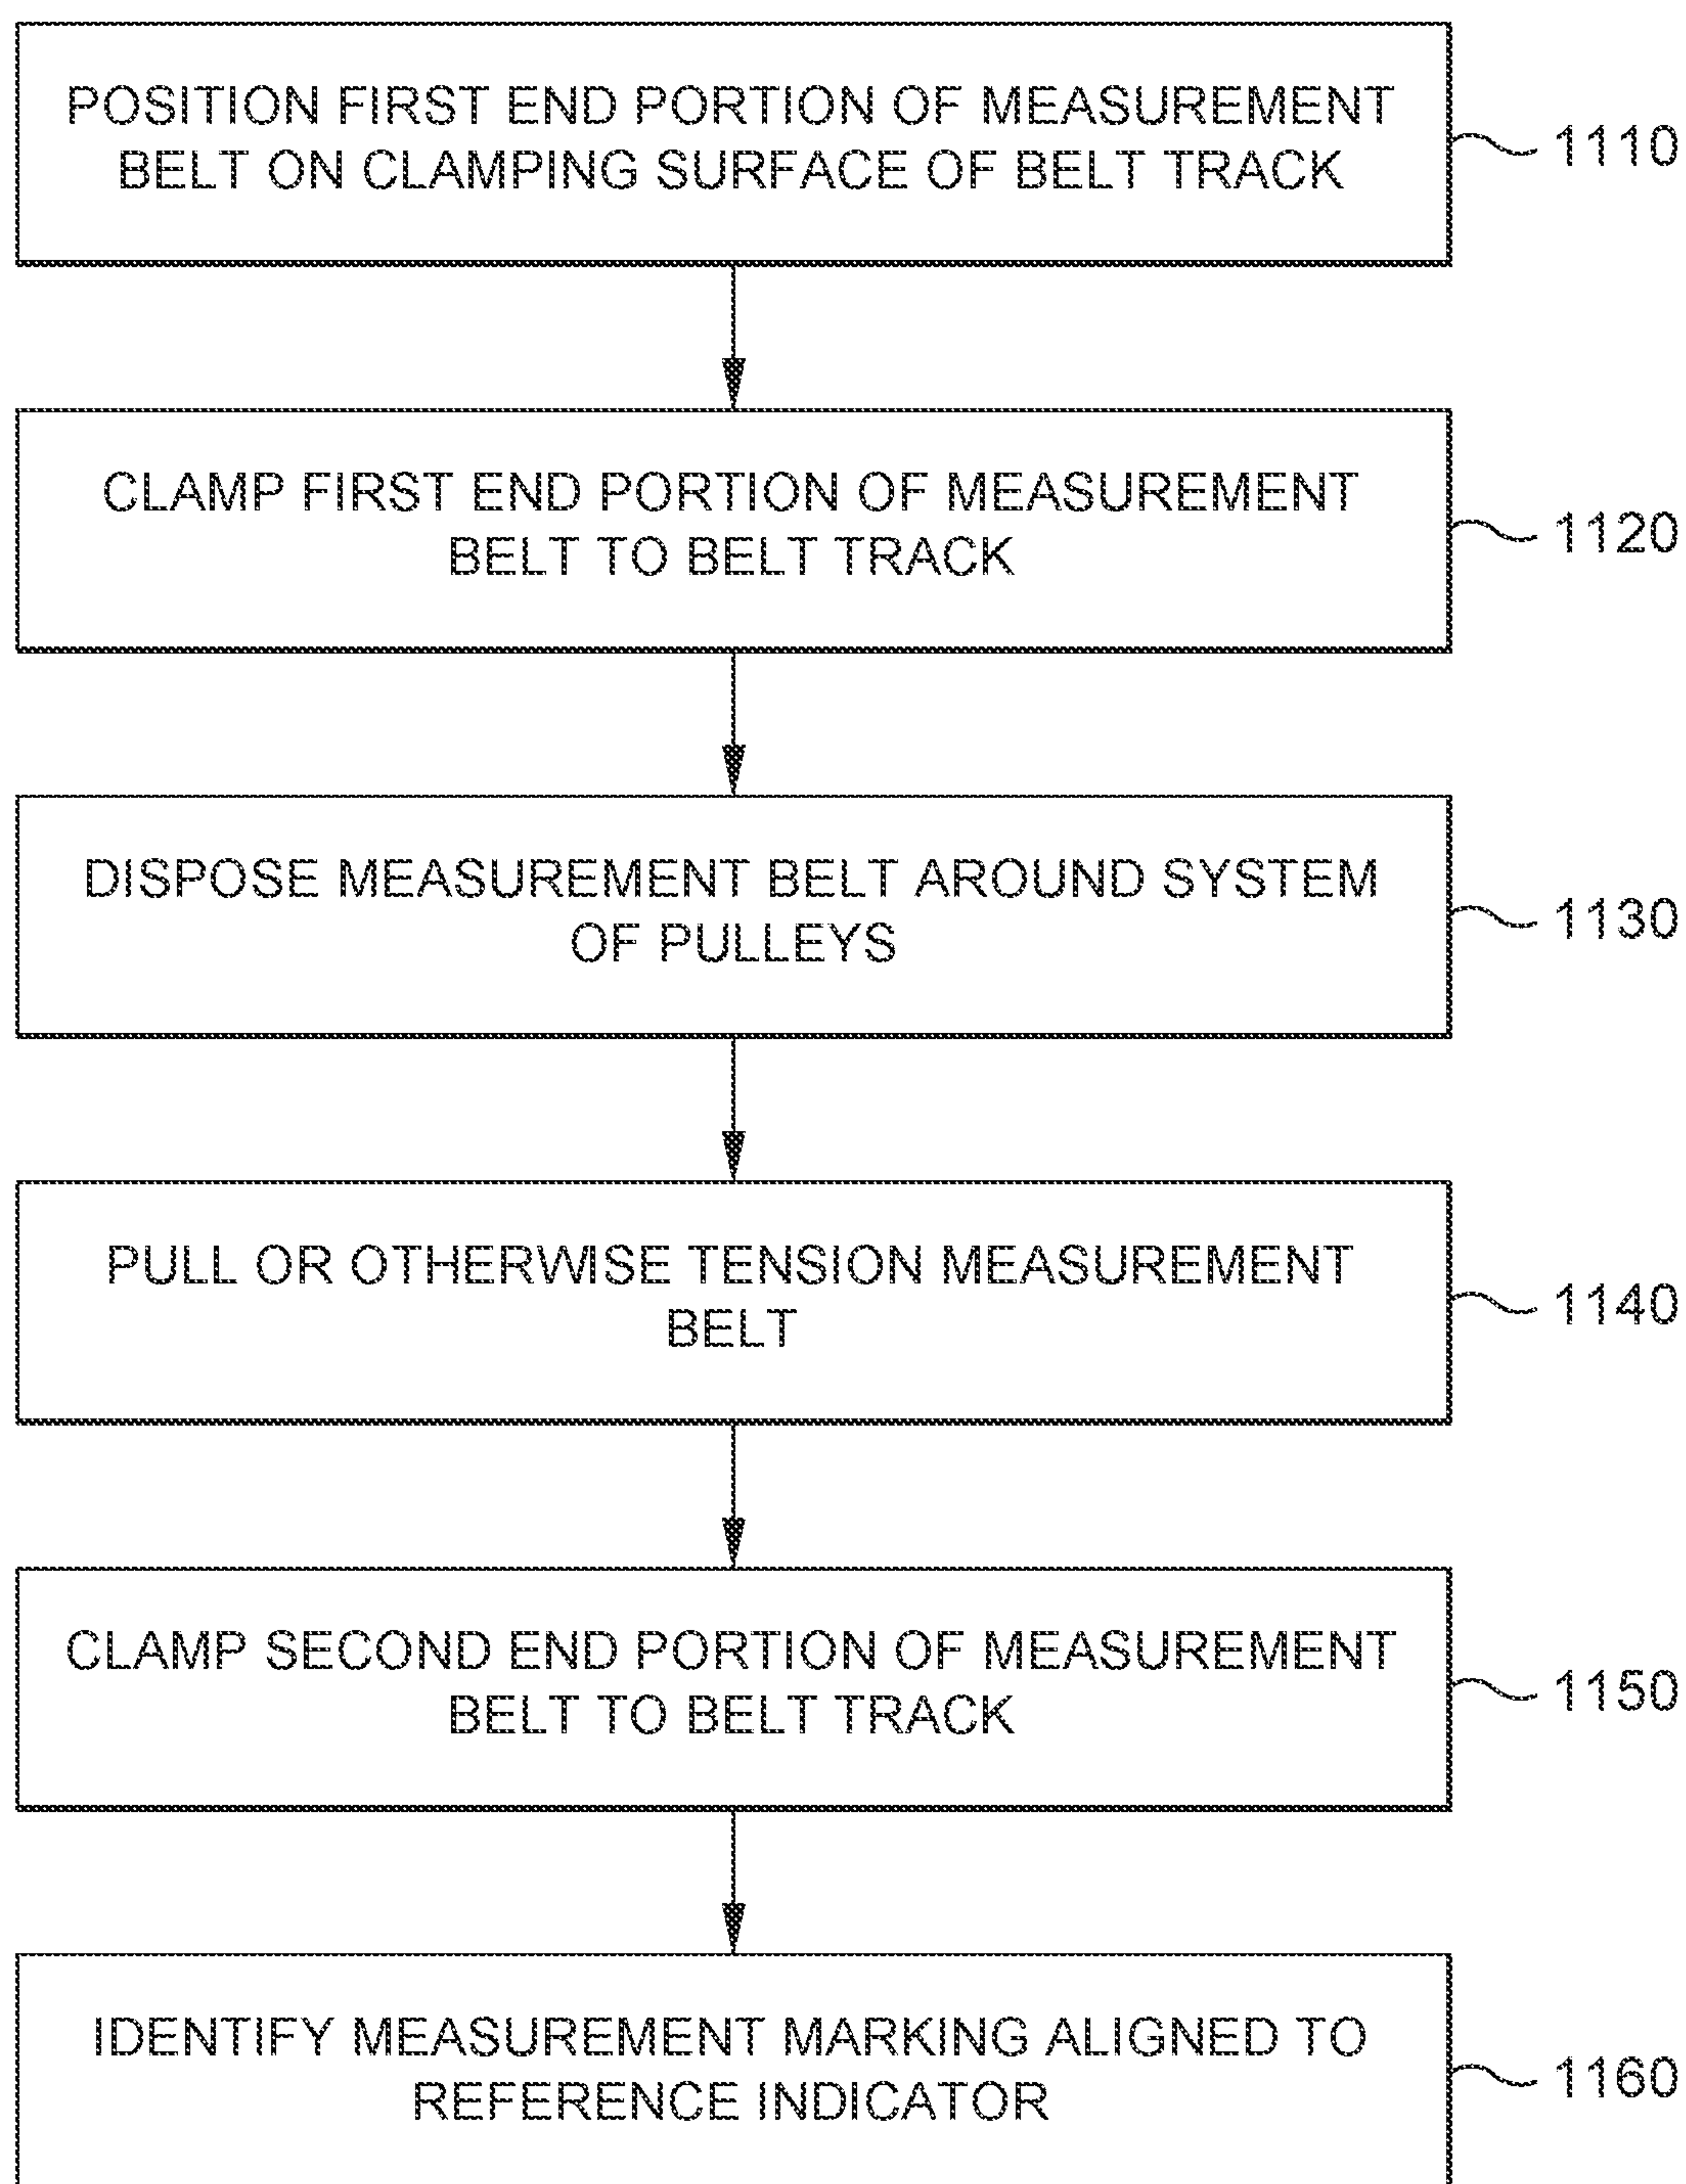 POSITION FIRST END PORTION OF MEASUREMENT
BELT ON CLAMPING SURFACE OF BELT TRACK
1110
CLAMP FIRST END PORTION OF MEASUREMENT
BELT TO BELT TRACK
1120
DISPOSE MEASUREMENT BELT AROUND SYSTEM
OF PULLEYS
1130
PULL OR OTHERWISE TENSION MEASUREMENT
BELT
1140
CLAMP SECOND END PORTION OF MEASUREMENT
BELT TO BELT TRACK
1150
IDENTIFY MEASUREMENT MARKING ALIGNED TO
REFERENCE INDICATOR
1160